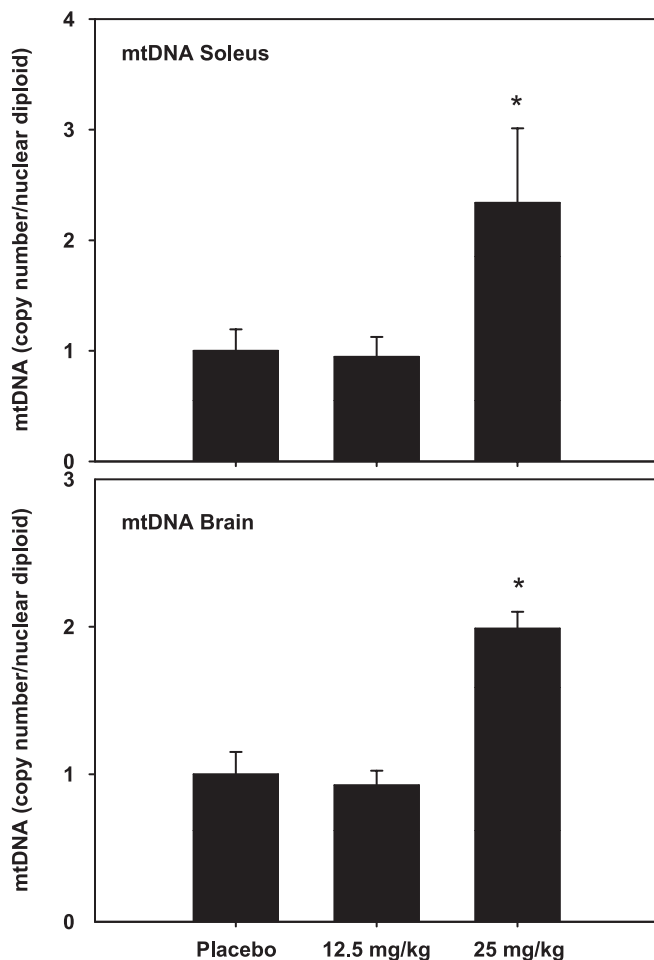 4
mtDNA Soleus
*
3
2
1
0
mtDNA (copy number/nuclear diploid)
3
mtDNA Brain
*
2
1
0
mtDNA (copy number/nuclear diploid)
Placebo 12.5 mg/kg 25 mg/kg